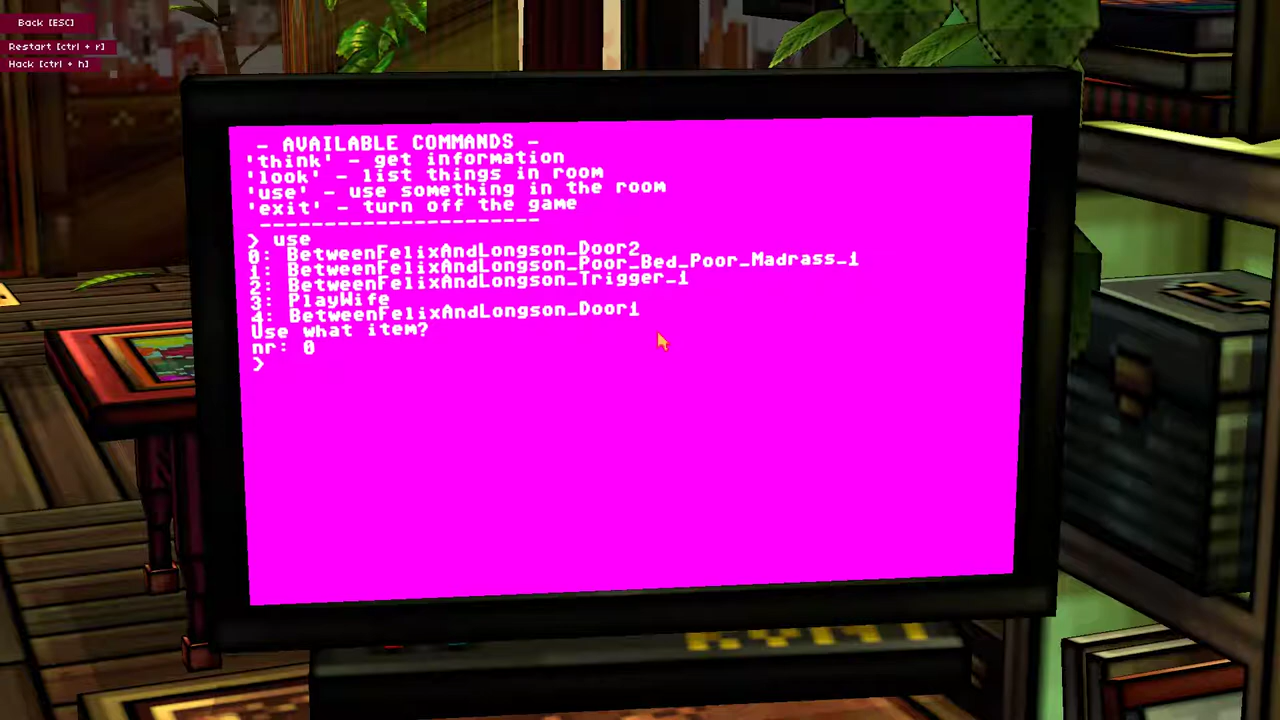 Back [ESC]
Restart [ctrl + r]
Hack [ctrl + h]
- AVAILABLE COMMANDS -
'think' - get information
'look' - list things in room
'use' - use something in the room
'exit' - turn off the game
----------------------
> use
0: BetweenFelixAndLongson_Door2
1: BetweenFelixAndLongson_Poor_Bed_Poor_Madrass_1
2: BetweenFelixAndLongson_Trigger_1
3: PlayWife
4: BetweenFelixAndLongson_Door1
Use what item?
nr: 0
>